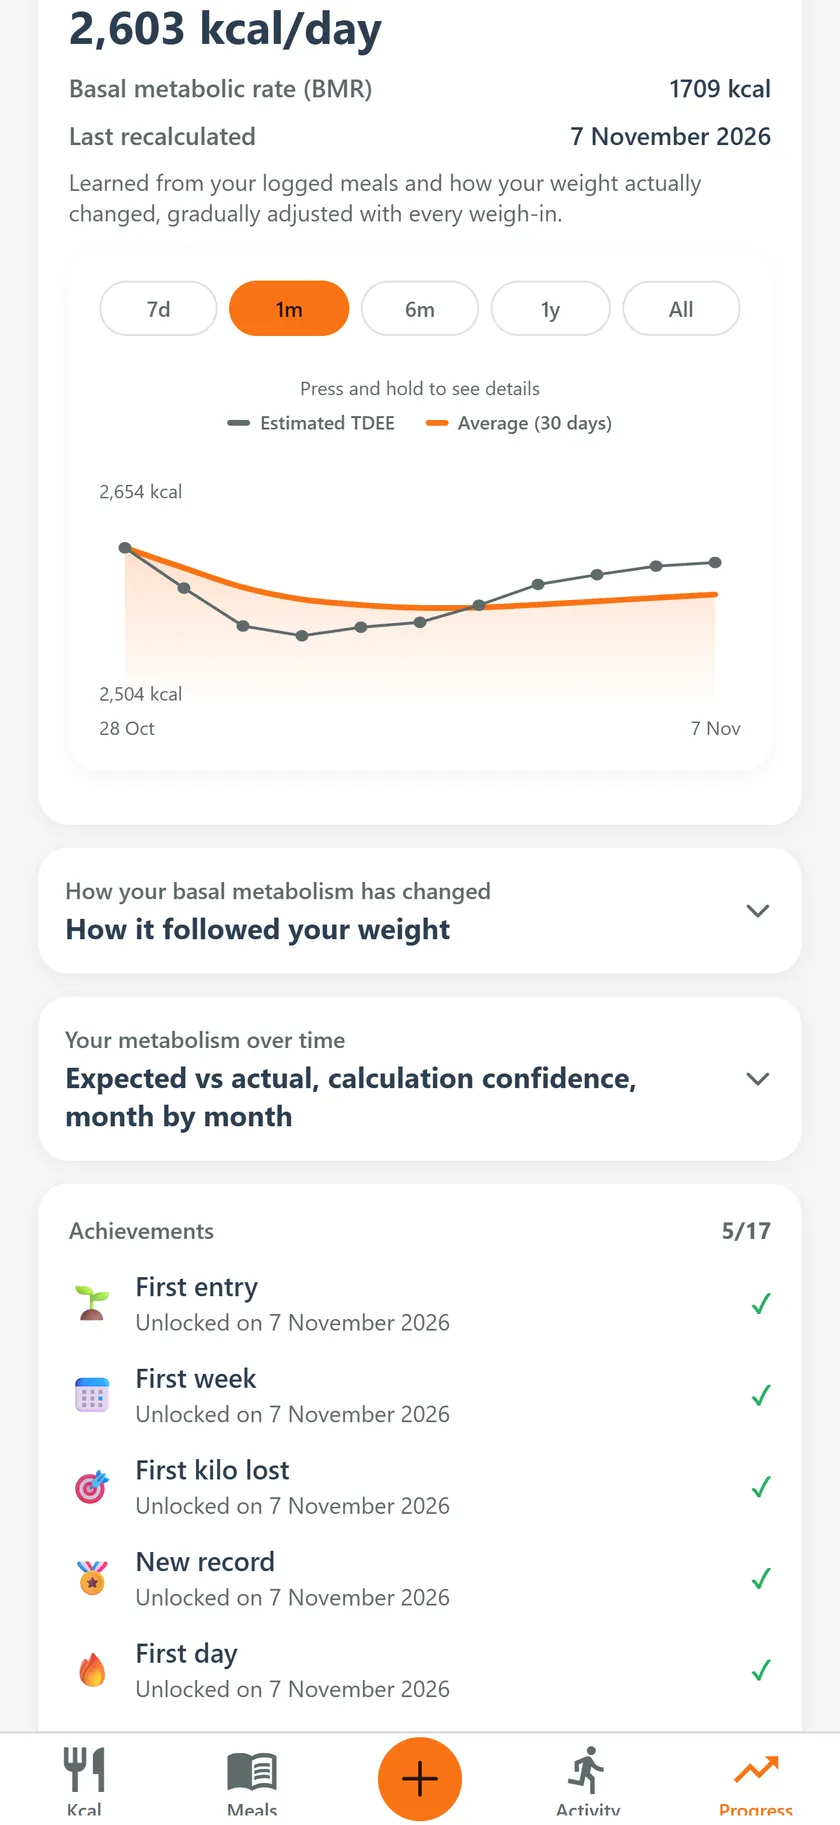 2,603 kcal/day
Basal metabolic rate (BMR) 1709 kcal
Last recalculated 7 November 2026
Learned from your logged meals and how your weight actually
changed, gradually adjusted with every weigh-in.
7d 1m 6m 1y All
Press and hold to see details
Estimated TDEE Average (30 days)
2,654 kcal
2,504 kcal
28 Oct 7 Nov
How your basal metabolism has changed
How it followed your weight
Your metabolism over time
Expected vs actual, calculation confidence,
month by month
Achievements 5/17
First entry
Unlocked on 7 November 2026
First week
Unlocked on 7 November 2026
First kilo lost
Unlocked on 7 November 2026
New record
Unlocked on 7 November 2026
First day
Unlocked on 7 November 2026
Kcal Meals Activity Progress